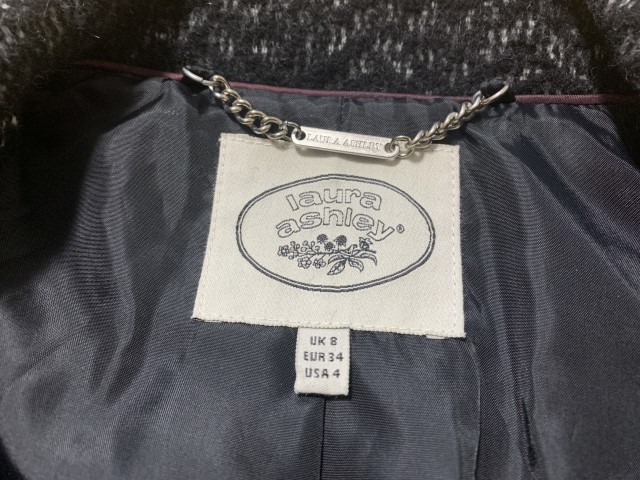 LAURA ASHLEY
laura
ashley®
UK 8
EUR 34
USA 4